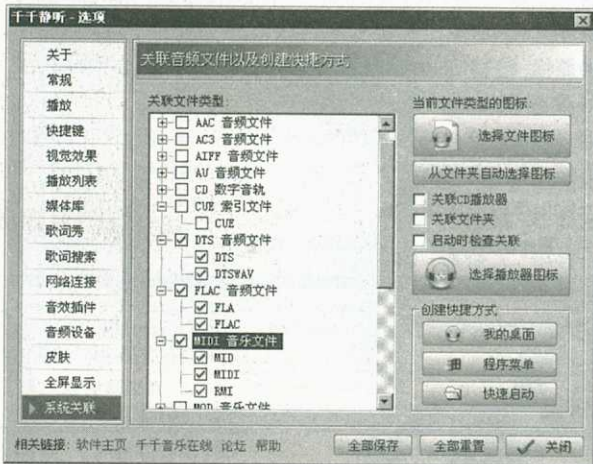 千千静听 - 选项
关于
常规
播放
快捷键
视觉效果
播放列表
媒体库
歌词秀
歌词搜索
网络连接
音效插件
音频设备
皮肤
全屏显示
系统关联
关联音频文件以及创建快捷方式
关联文件类型:
AAC 音频文件
AC3 音频文件
AIFF 音频文件
AU 音频文件
CD 数字音轨
CUE 索引文件
CUE
DTS 音频文件
DTS
DTSWAV
FLAC 音频文件
FLA
FLAC
MIDI 音乐文件
MID
MIDI
RMI
MOD 音乐文件
当前文件类型的图标:
选择文件图标
从文件夹自动选择图标
关联CD播放器
关联文件夹
启动时检查关联
选择播放器图标
创建快捷方式
我的桌面
程序菜单
快速启动
相关链接: 软件主页 千千音乐在线 论坛 帮助
全部保存
全部重置
关闭